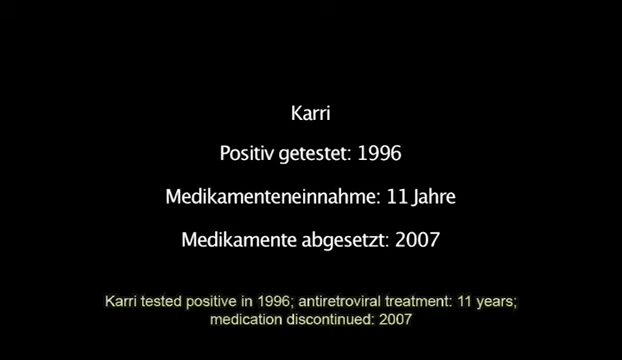 Karri
Positiv getestet: 1996
Medikamenteneinnahme: 11 Jahre
Medikamente abgesetzt: 2007
Karri tested positive in 1996; antiretroviral treatment: 11 years;
medication discontinued: 2007